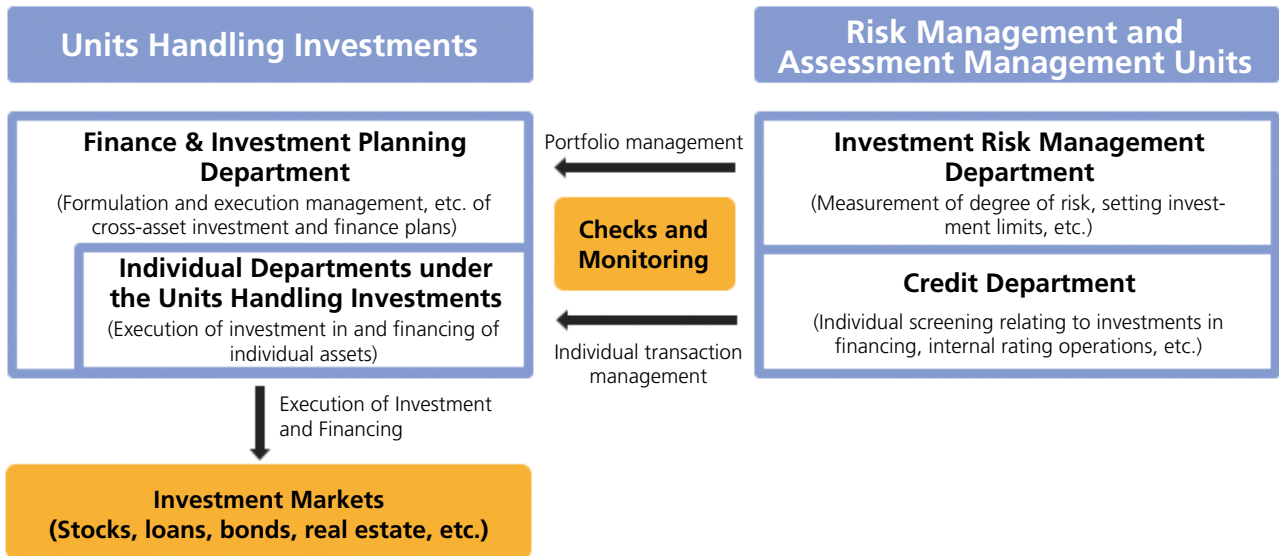 Units Handling Investments
Risk Management and
Assessment Management Units
Finance & Investment Planning
Department
(Formulation and execution management, etc. of
cross-asset investment and finance plans)
Individual Departments under
the Units Handling Investments
(Execution of investment in and financing of
individual assets)
Portfolio management
Checks and
Monitoring
Individual transaction
management
Investment Risk Management
Department
(Measurement of degree of risk, setting invest-
ment limits, etc.)
Credit Department
(Individual screening relating to investments in
financing, internal rating operations, etc.)
Execution of Investment
and Financing
Investment Markets
(Stocks, loans, bonds, real estate, etc.)